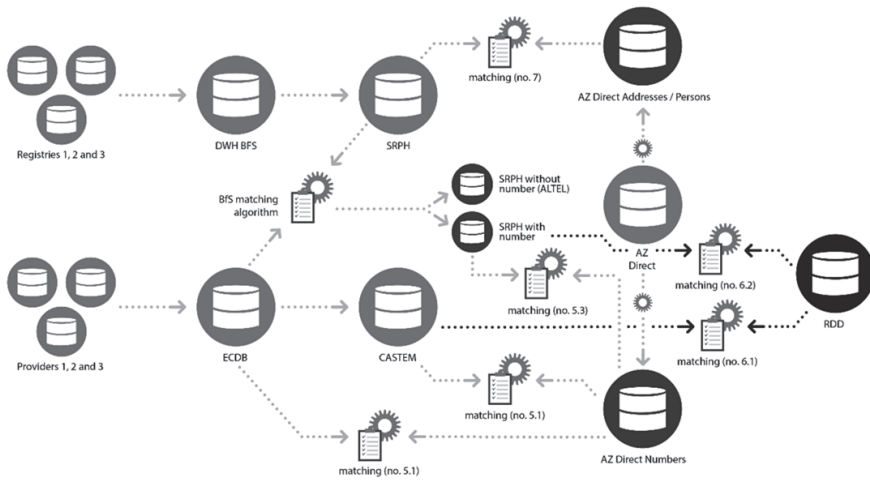 matching (no. 7)
AZ Direct Addresses / Persons
Registries 1, 2 and 3
DWH BFS
SRPH
BfS matching
algorithm
SRPH without
number (ALTEL)
SRPH with
number
AZ
Direct
matching (no. 6.2)
matching (no. 5.3)
RDD
Providers 1, 2 and 3
ECDB
CASTEM
matching (no. 6.1)
matching (no. 5.1)
AZ Direct Numbers
matching (no. 5.1)